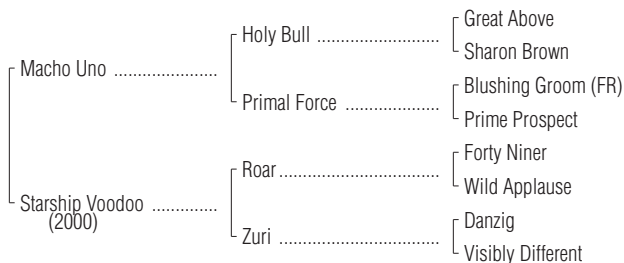 Great Above
Holy Bull ..........................
Sharon Brown
Macho Uno ......................
Blushing Groom (FR)
Primal Force ....................
Prime Prospect
Forty Niner
Roar..................................
Wild Applause
Starship Voodoo ..............
(2000)
Danzig
Zuri ..................................
Visibly Different